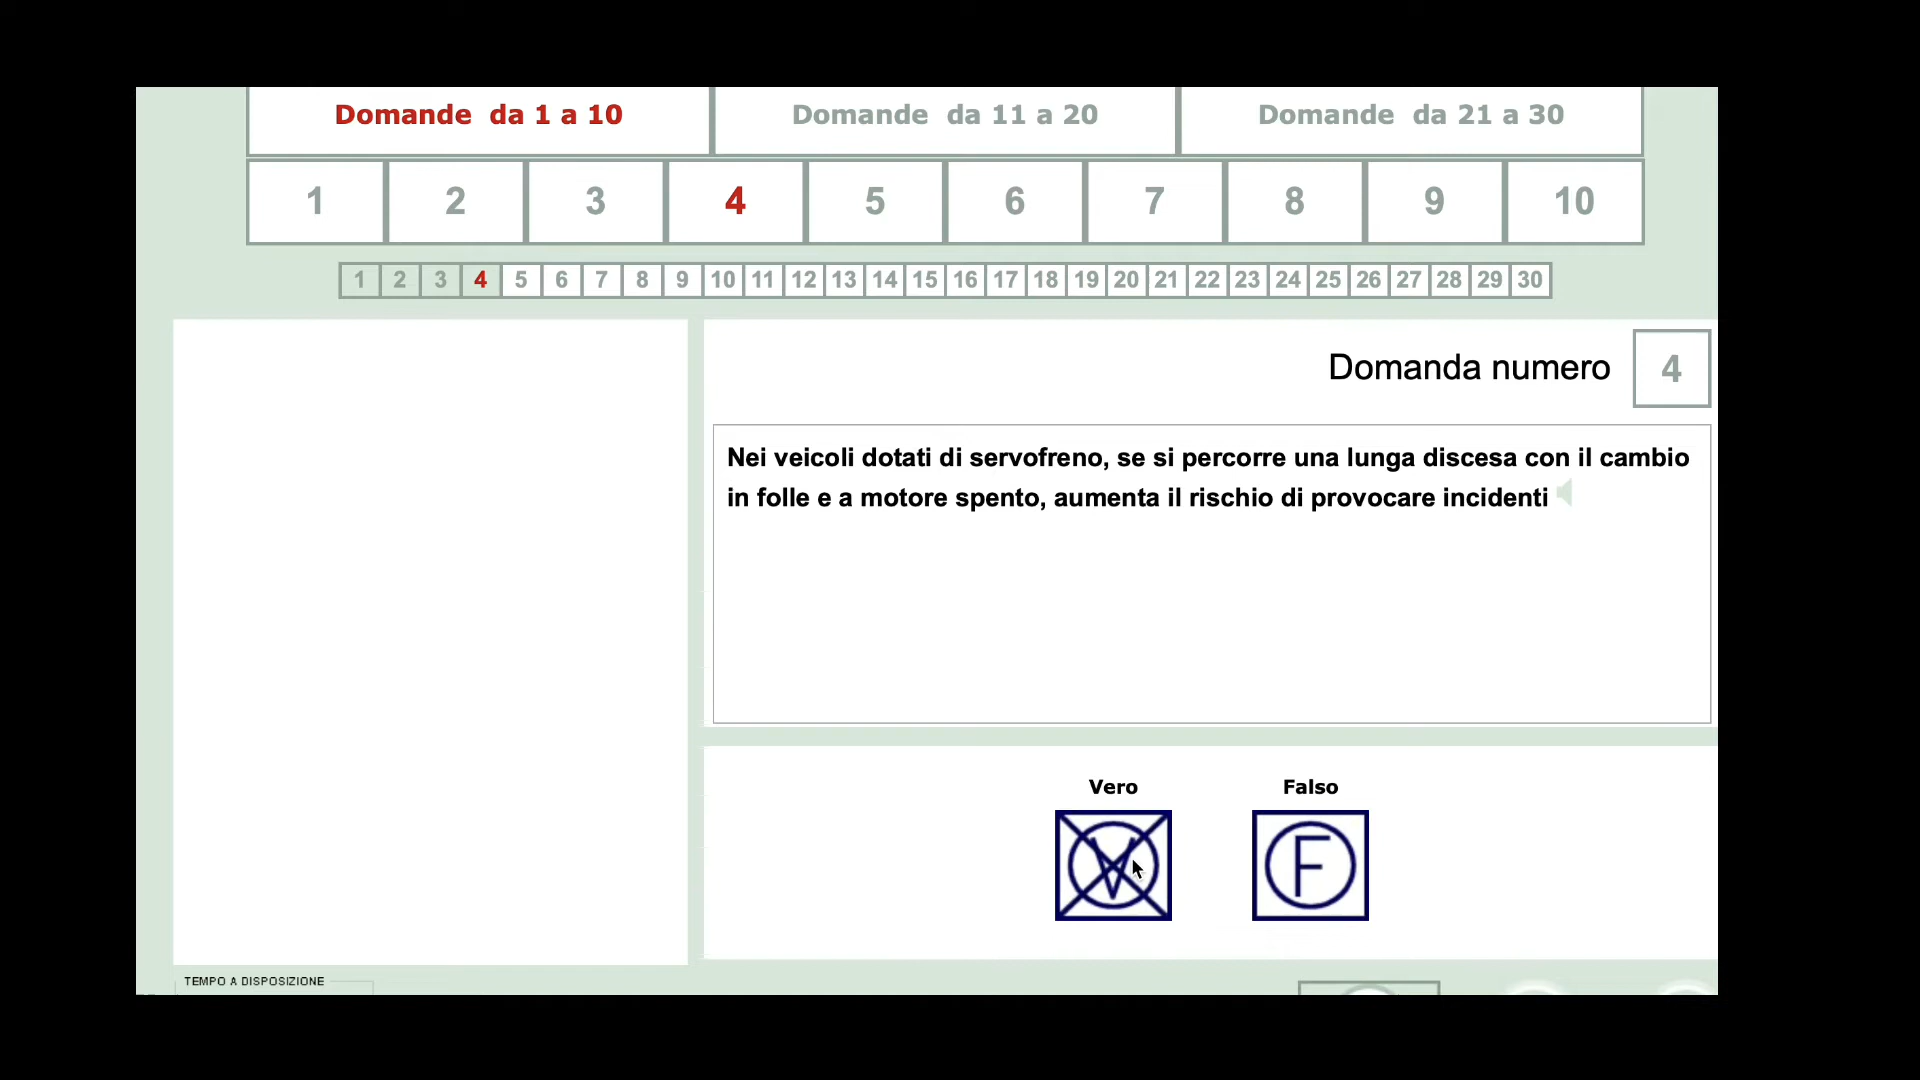 Domande da 1 a 10
Domande da 11 a 20
Domande da 21 a 30
1 2 3 4 5 6 7 8 9 10
1 2 3 4 5 6 7 8 9 10 11 12 13 14 15 16 17 18 19 20 21 22 23 24 25 26 27 28 29 30
Domanda numero 4
Nei veicoli dotati di servofreno, se si percorre una lunga discesa con il cambio
in folle e a motore spento, aumenta il rischio di provocare incidenti
Vero
Falso
V
F
TEMPO A DISPOSIZIONE